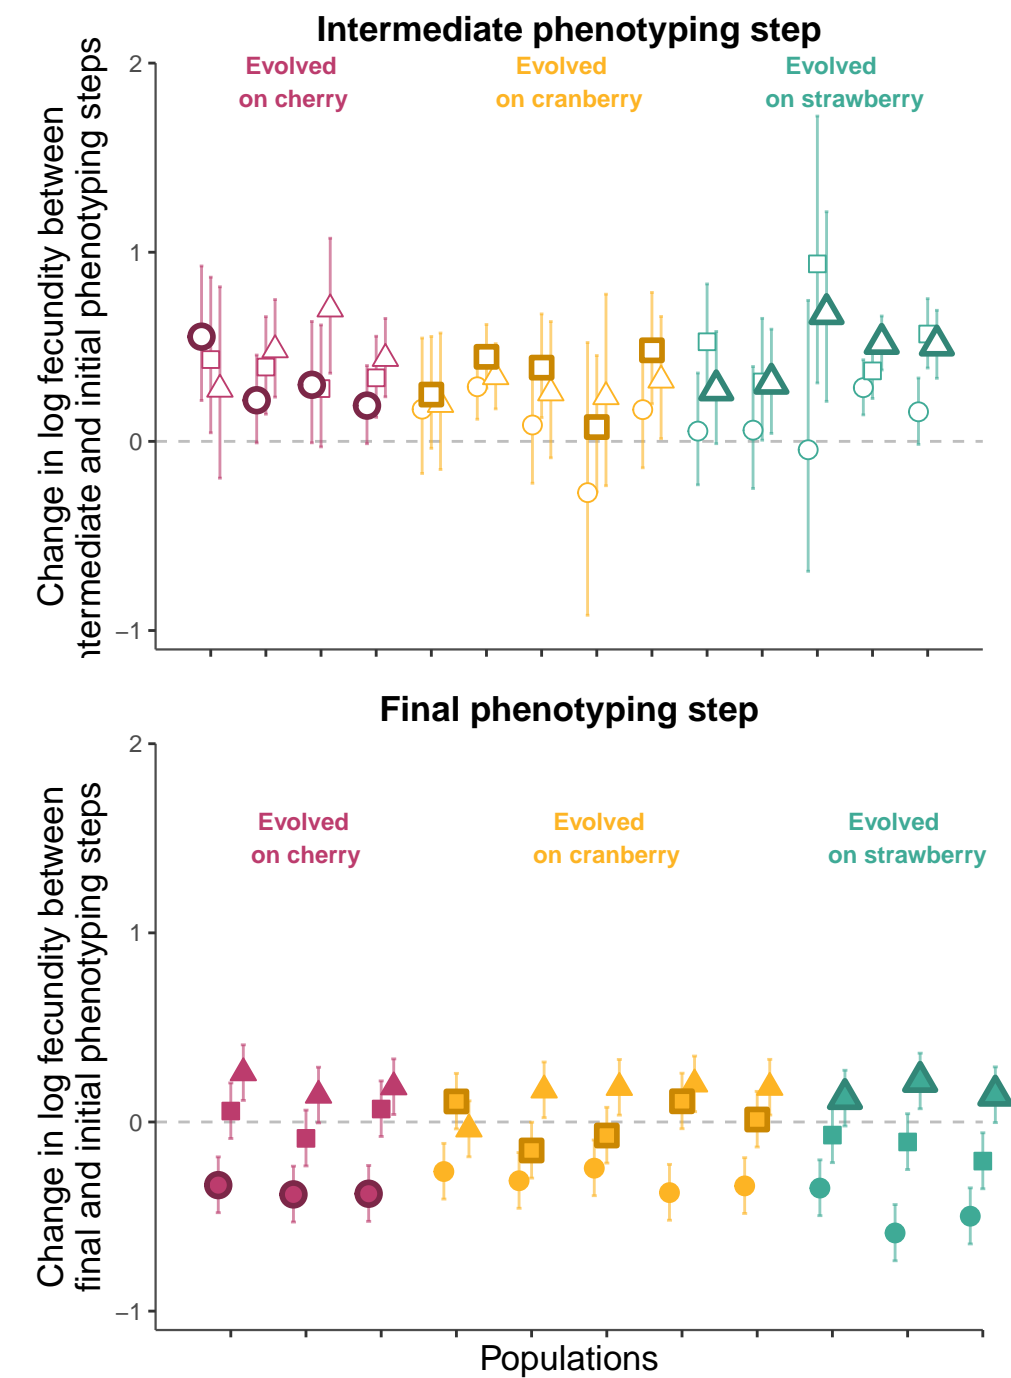 Intermediate phenotyping step
Evolved
on cherry
Evolved
on cranberry
Evolved
on strawberry
Change in log fecundity between
ntermediate and initial phenotyping steps
2
1
0
−1
Final phenotyping step
Evolved
on cherry
Evolved
on cranberry
Evolved
on strawberry
Change in log fecundity between
final and initial phenotyping steps
2
1
0
−1
Populations